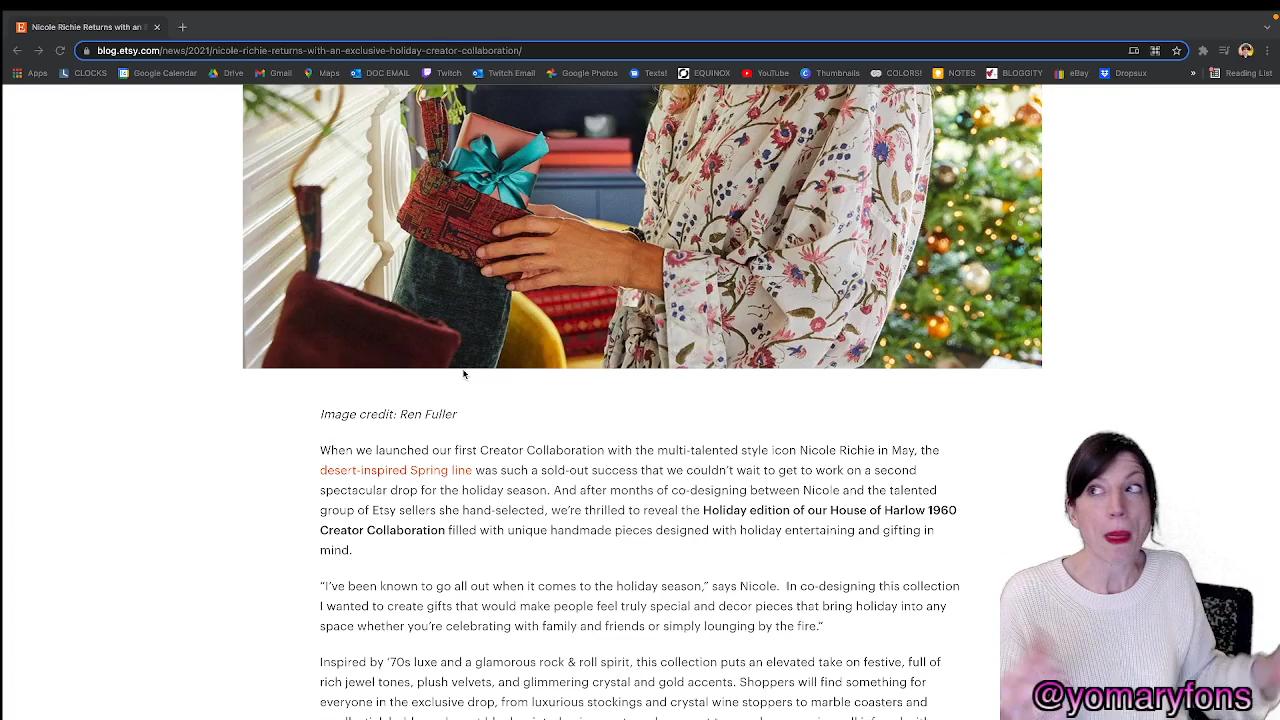 Nicole Richie Returns with an E
blog.etsy.com/news/2021/nicole-richie-returns-with-an-exclusive-holiday-creator-collaboration/
Apps CLOCKS Google Calendar Drive Gmail Maps DOC EMAIL Twitch Twitch Email Google Photos Texts! EQUINOX YouTube Thumbnails COLORS! NOTES BLOGGITY eBay Dropsux » Reading List
Image credit: Ren Fuller
When we launched our first Creator Collaboration with the multi-talented style icon Nicole Richie in May, the
desert-inspired Spring line was such a sold-out success that we couldn’t wait to get to work on a second
spectacular drop for the holiday season. And after months of co-designing between Nicole and the talented
group of Etsy sellers she hand-selected, we’re thrilled to reveal the Holiday edition of our House of Harlow 1960
Creator Collaboration filled with unique handmade pieces designed with holiday entertaining and gifting in
mind.
“I’ve been known to go all out when it comes to the holiday season,” says Nicole. In co-designing this collection
I wanted to create gifts that would make people feel truly special and decor pieces that bring holiday into any
space whether you’re celebrating with family and friends or simply lounging by the fire.”
Inspired by ’70s luxe and a glamorous rock & roll spirit, this collection puts an elevated take on festive, full of
rich jewel tones, plush velvets, and glimmering crystal and gold accents. Shoppers will find something for
everyone in the exclusive drop, from luxurious stockings and crystal wine stoppers to marble coasters and
@yomaryfons